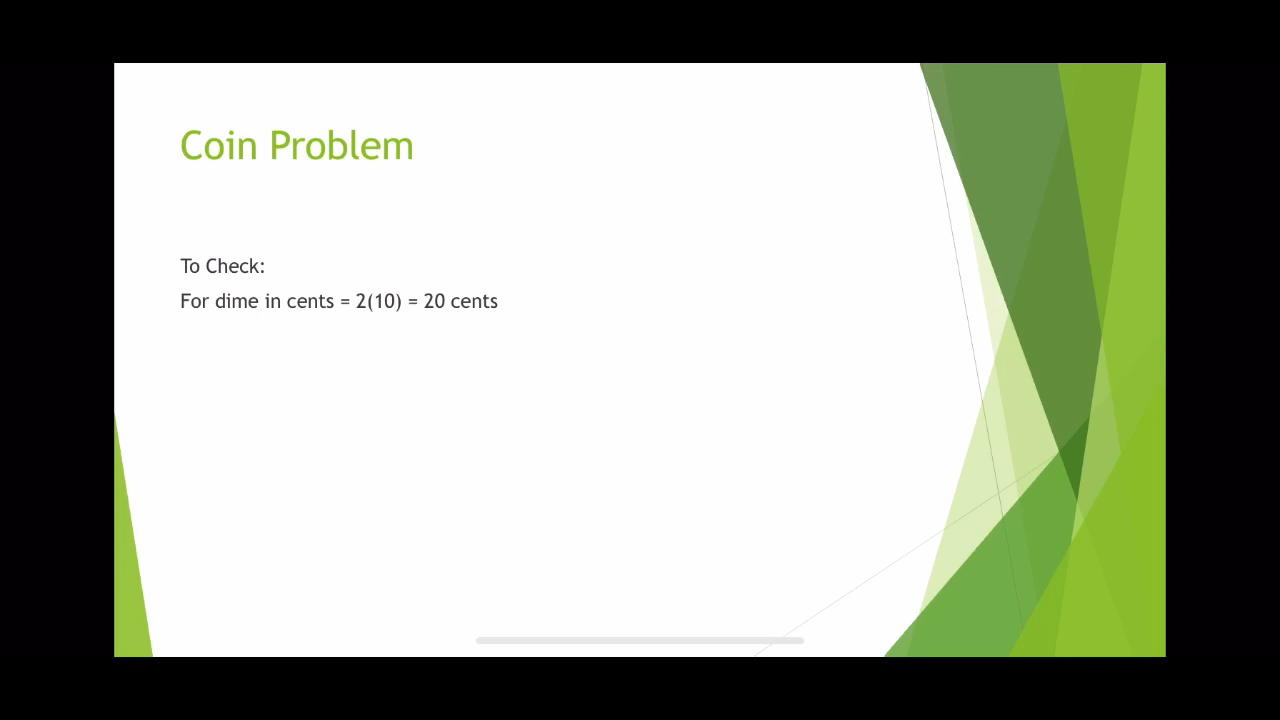 Coin Problem
To Check:
For dime in cents = 2(10) = 20 cents